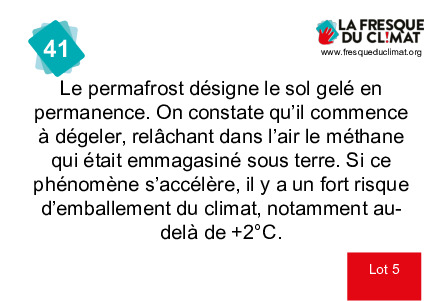 41
LA FRESQUE
DU CL!MAT
www.fresqueduclimat.org
Le permafrost désigne le sol gelé en
permanence. On constate qu’il commence
à dégeler, relâchant dans l’air le méthane
qui était emmagasiné sous terre. Si ce
phénomène s’accélère, il y a un fort risque
d’emballement du climat, notamment au-
delà de +2°C.
Lot 5